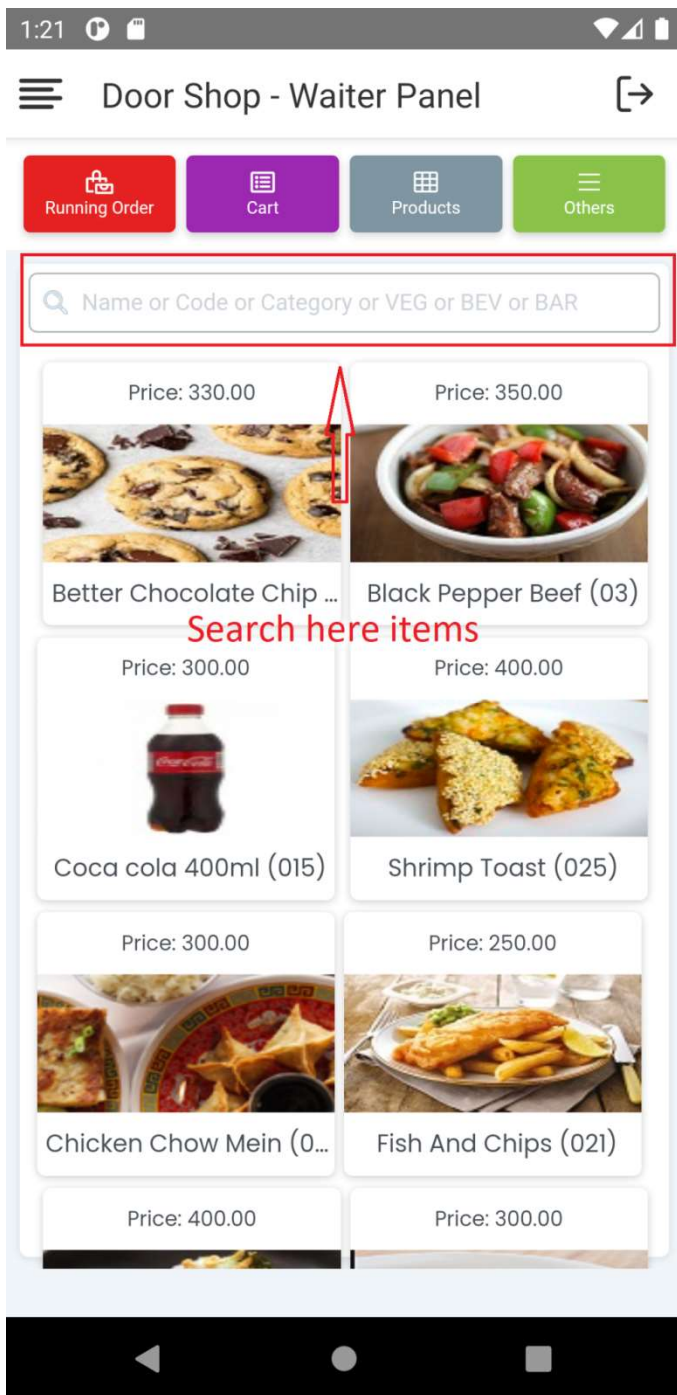 1:21
Door Shop - Waiter Panel
Running Order
Cart
Products
Others
Name or Code or Category or VEG or BEV or BAR
Price: 330.00
Price: 350.00
Better Chocolate Chip ...
Black Pepper Beef (03)
Search here items
Price: 300.00
Price: 400.00
Coca-Cola
Coca cola 400ml (015)
Shrimp Toast (025)
Price: 300.00
Price: 250.00
Chicken Chow Mein (0...
Fish And Chips (021)
Price: 400.00
Price: 300.00